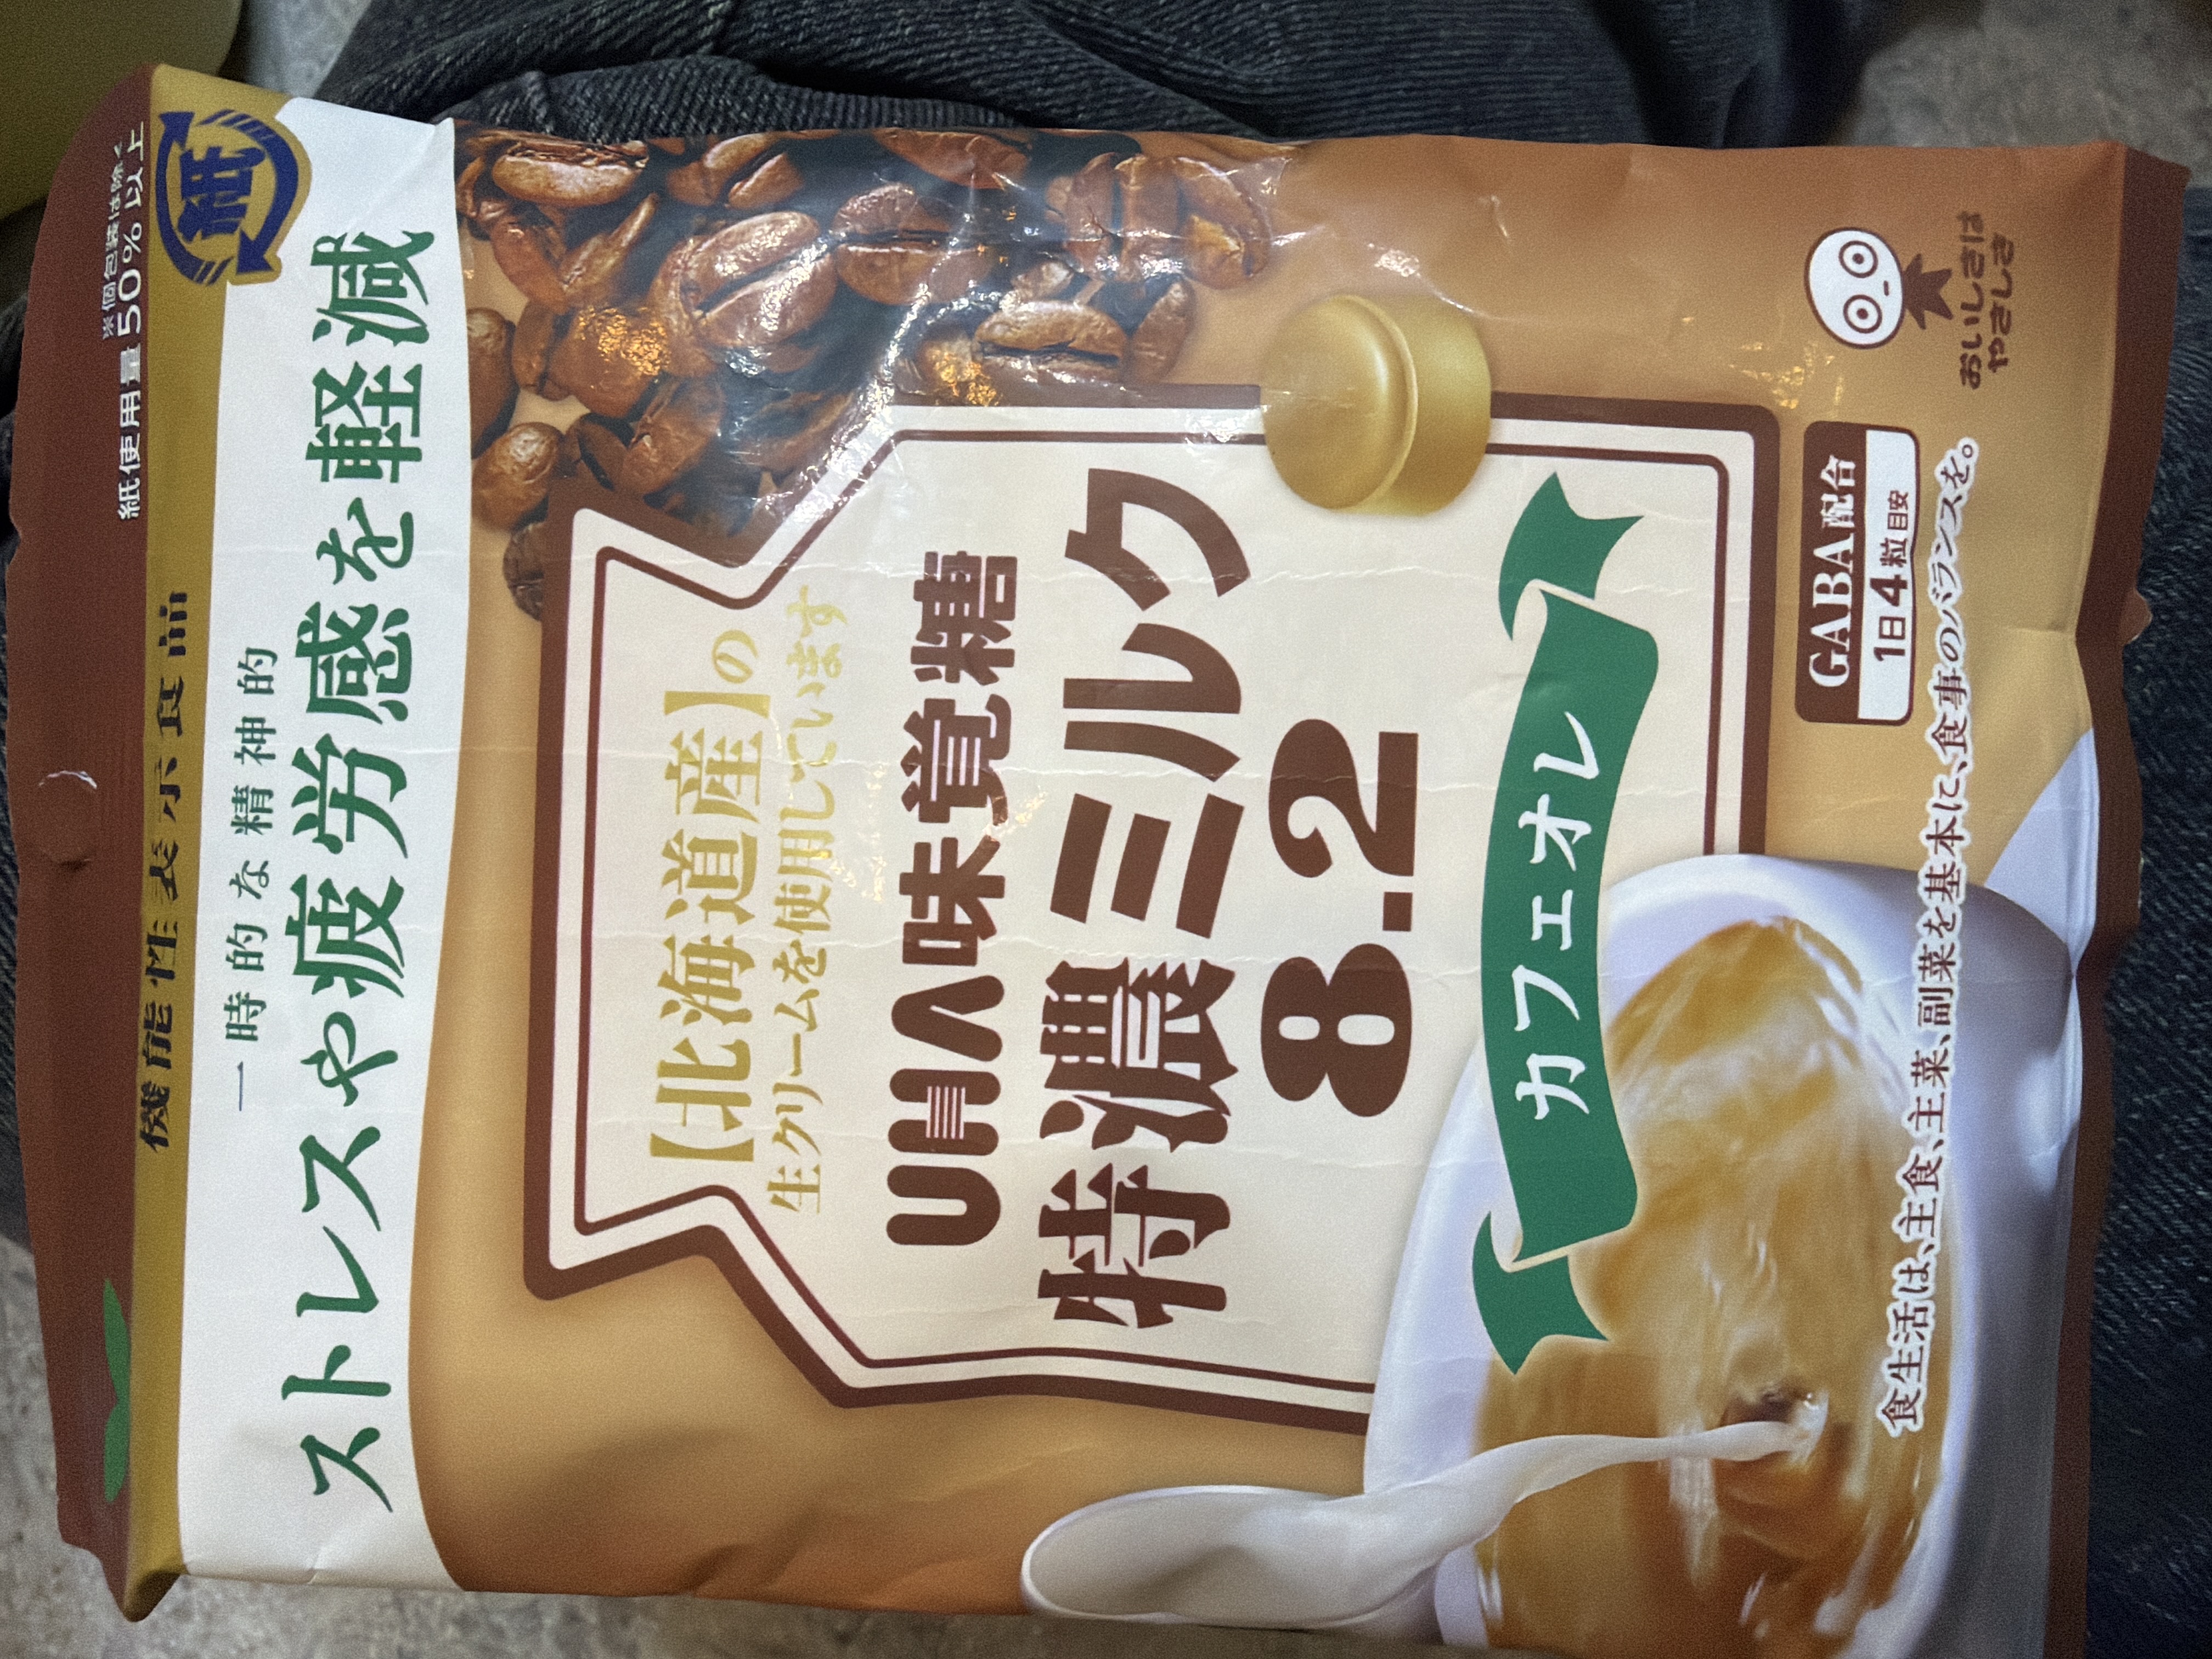 ※個包装は除く
紙使用量50%以上
紙
機能性表示食品
一時的な精神的
ストレスや疲労感を軽減
【北海道産】の
生クリームを使用しています
UHA味覚糖
特濃ミルク
8.2
カフェオレ
GABA配合
1日4粒目安
おいしさは
やさしさ
食生活は、主食、主菜、副菜を基本に、食事のバランスを。